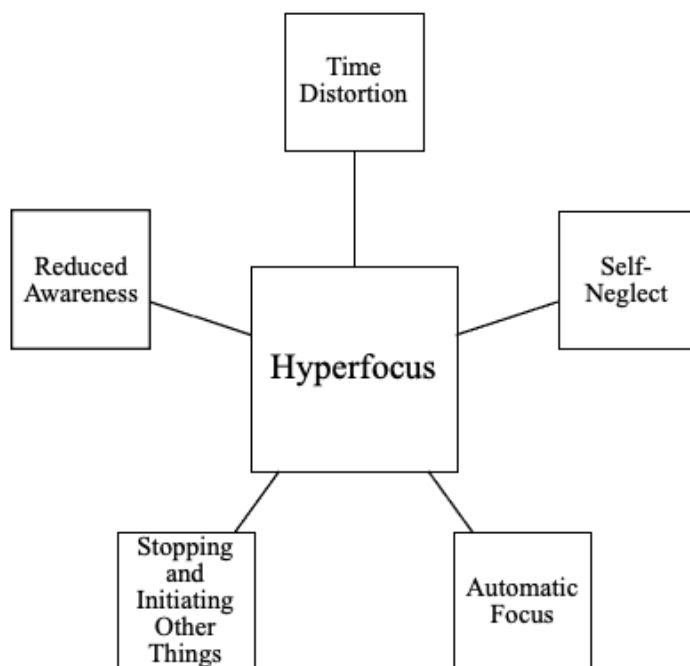 Time
Distortion
Reduced
Awareness
Self-
Neglect
Hyperfocus
Stopping
and
Initiating
Other
Things
Automatic
Focus